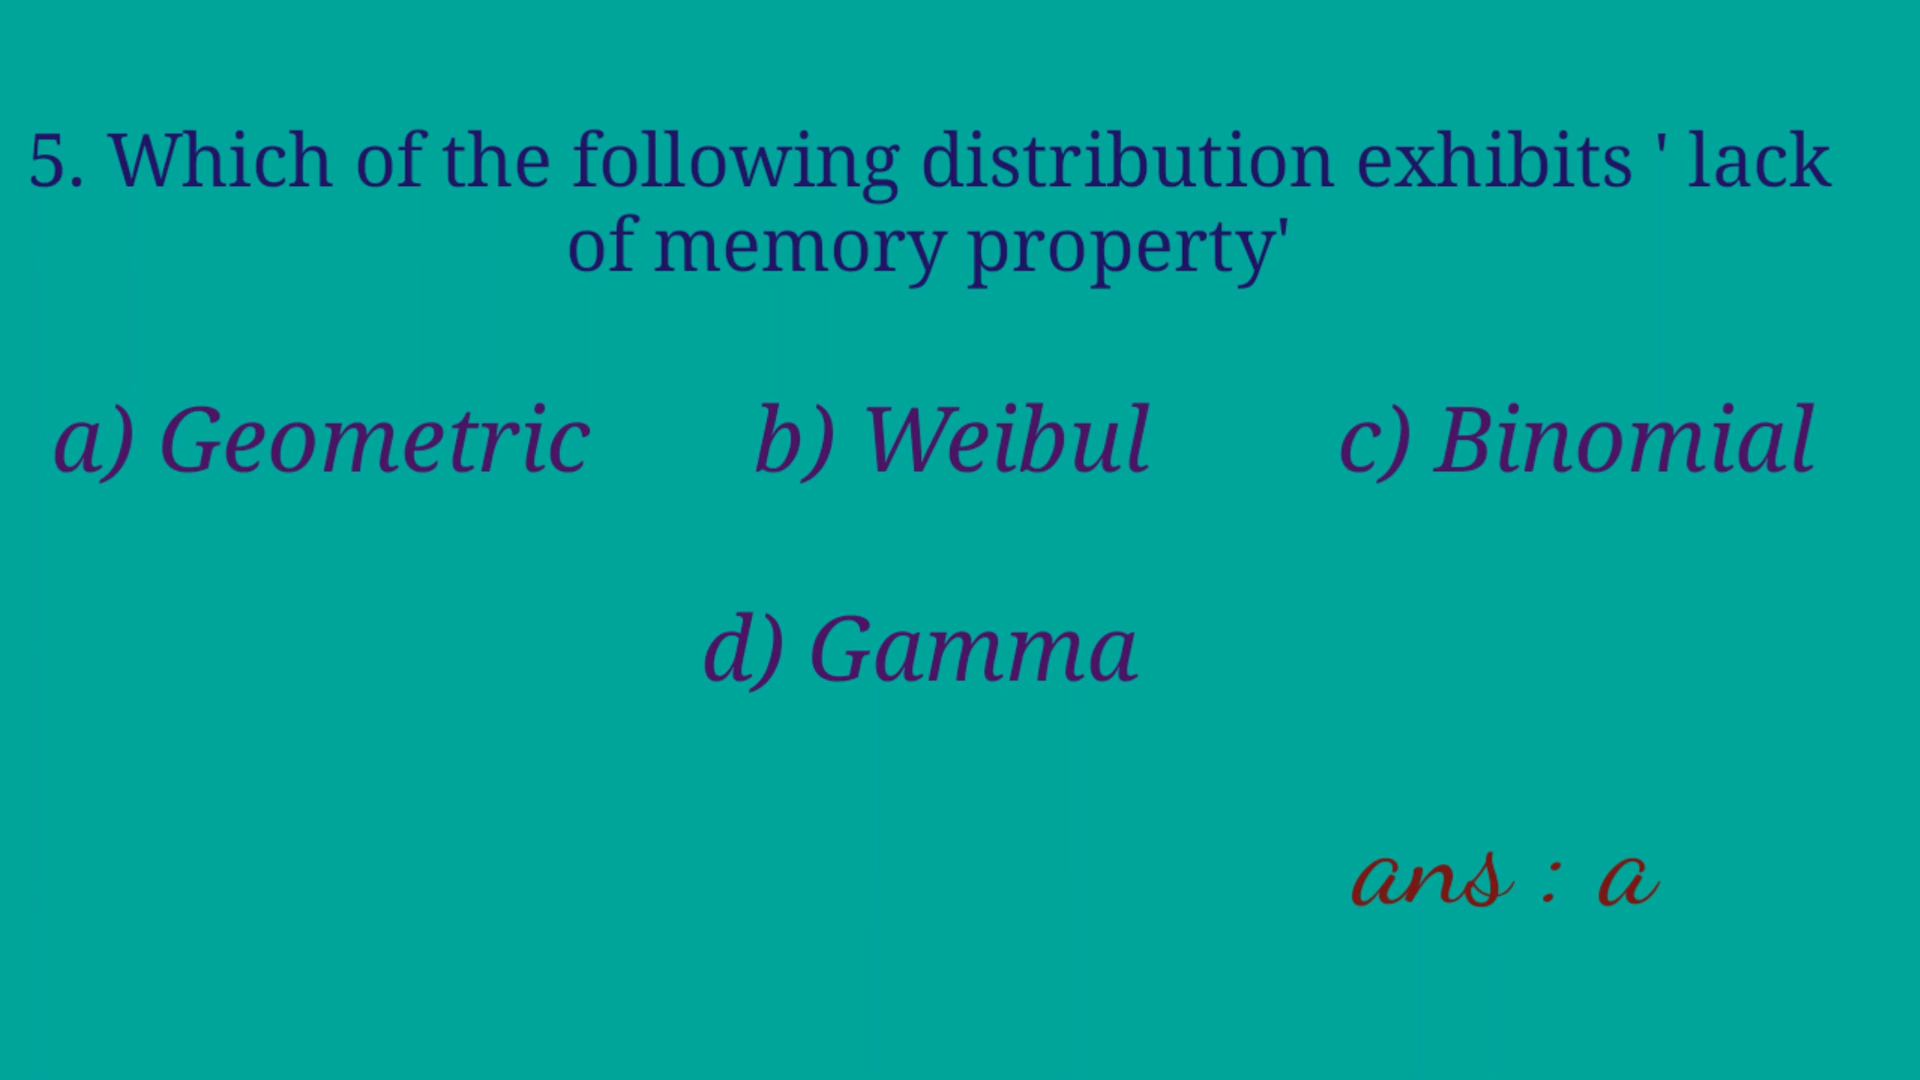 5. Which of the following distribution exhibits ' lack
of memory property'
a) Geometric b) Weibul c) Binomial
d) Gamma
ans : a